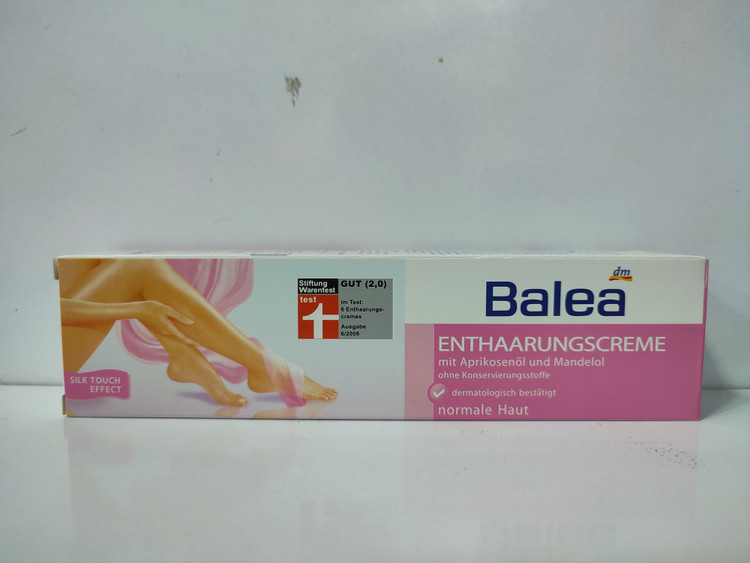 SILK TOUCH
EFFECT
Stiftung
Warentest
test
GUT (2,0)
Im Test:
6 Enthaarungs-
cremes
Ausgabe
6/2008
dm
Balea
ENTHAARUNGSCREME
mit Aprikosenöl und Mandelol
ohne Konservierungsstoffe
dermatologisch bestätigt
normale Haut